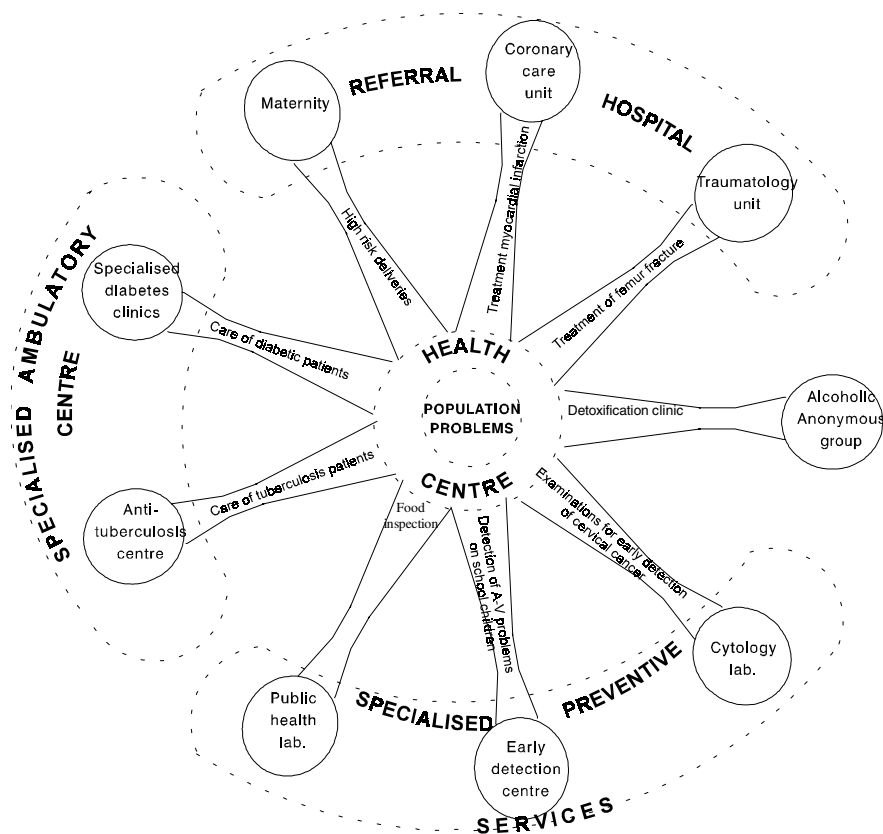 REFERRAL
HOSPITAL
Maternity
Coronary
care
unit
Traumatology
unit
High risk deliveries
Treatment myocardial infarction
Treatment of femur fracture
SPECIALISED AMBULATORY
CENTRE
Specialised
diabetes
clinics
Care of diabetic patients
HEALTH
POPULATION
PROBLEMS
CENTRE
Detoxification clinic
Alcoholic
Anonymous
group
Anti-
tuberculosis
centre
Care of tuberculosis patients
Food
inspection
Detection of A-V problems
on school children
Examinations for early detection
of cervical cancer
Cytology
lab.
Public
health
lab.
Early
detection
centre
SPECIALISED
PREVENTIVE
SERVICES